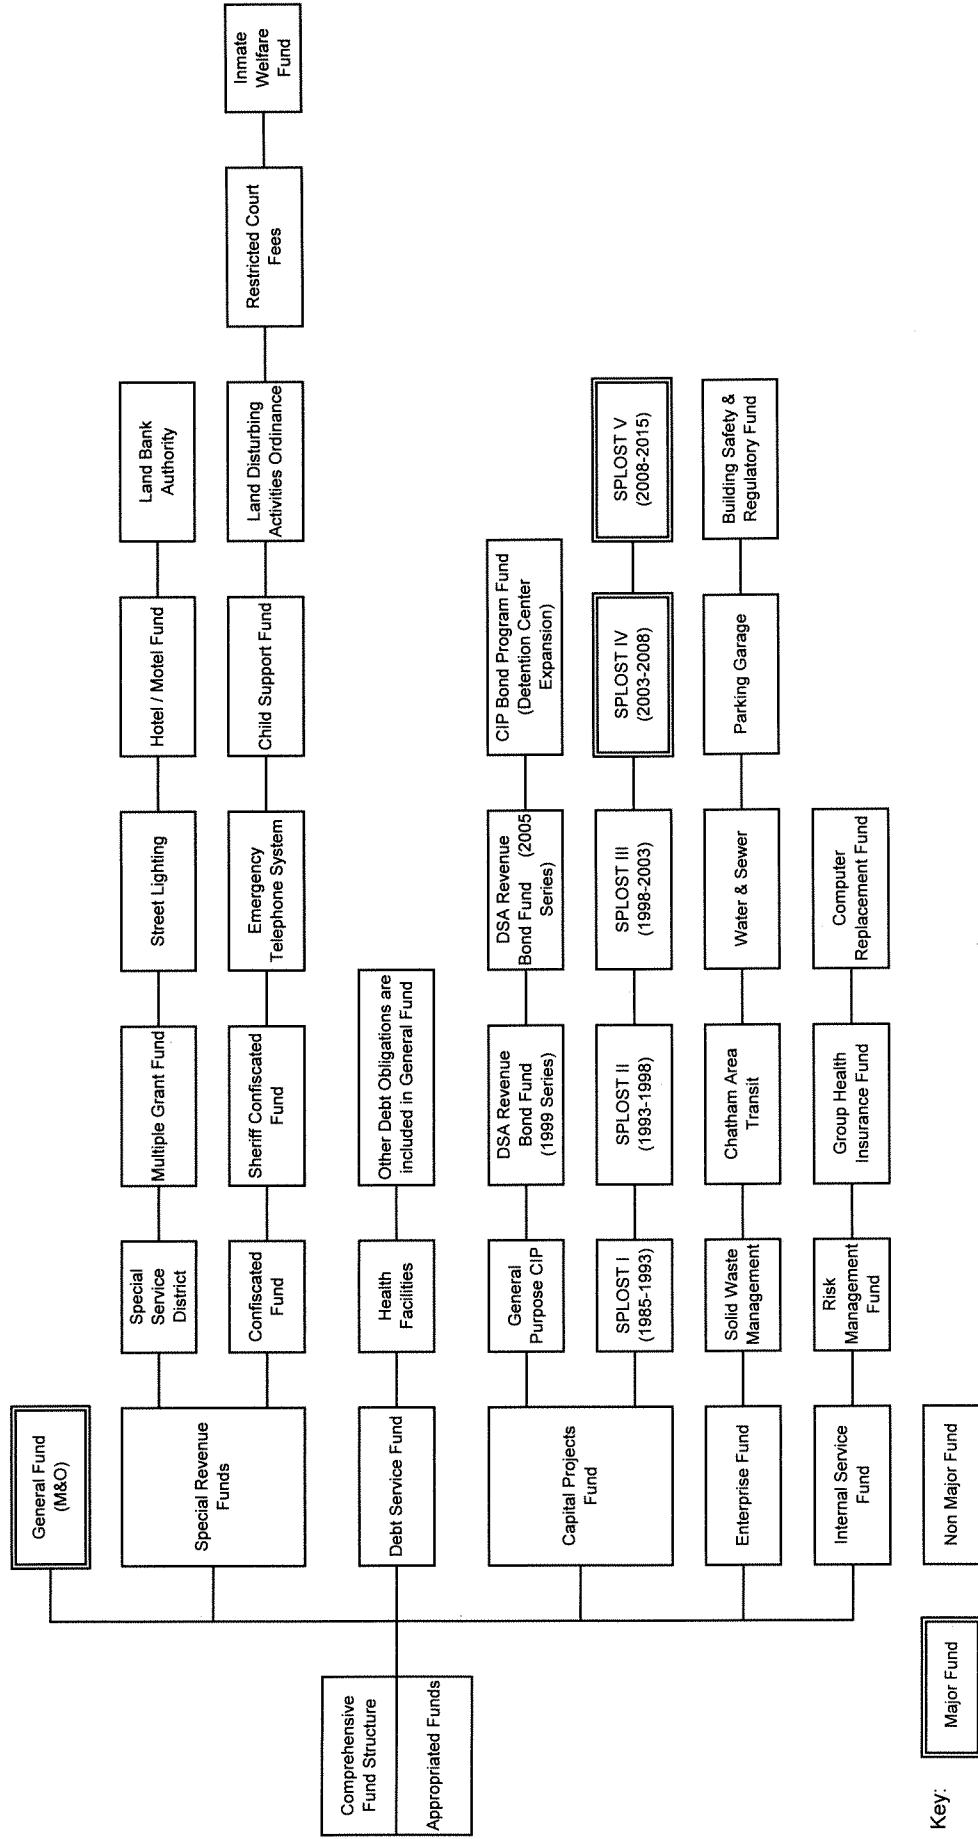 Comprehensive
Fund Structure
Appropriated Funds
General Fund
(M&O)
Special Revenue
Funds
Special
Service
District
Multiple Grant Fund
Street Lighting
Hotel / Motel Fund
Land Bank
Authority
Confiscated
Fund
Sheriff Confiscated
Fund
Emergency
Telephone System
Child Support Fund
Land Disturbing
Activities Ordinance
Restricted Court
Fees
Inmate
Welfare
Fund
Debt Service Fund
Health
Facilities
Other Debt Obligations are
included in General Fund
Capital Projects
Fund
General
Purpose CIP
DSA Revenue
Bond Fund
(1999 Series)
DSA Revenue
Bond Fund (2005
Series)
CIP Bond Program Fund
(Detention Center
Expansion)
SPLOST I
(1985-1993)
SPLOST II
(1993-1998)
SPLOST III
(1998-2003)
SPLOST IV
(2003-2008)
SPLOST V
(2008-2015)
Enterprise Fund
Solid Waste
Management
Chatham Area
Transit
Water & Sewer
Parking Garage
Building Safety &
Regulatory Fund
Internal Service
Fund
Risk
Management
Fund
Group Health
Insurance Fund
Computer
Replacement Fund
Key:
Major Fund
Non Major Fund